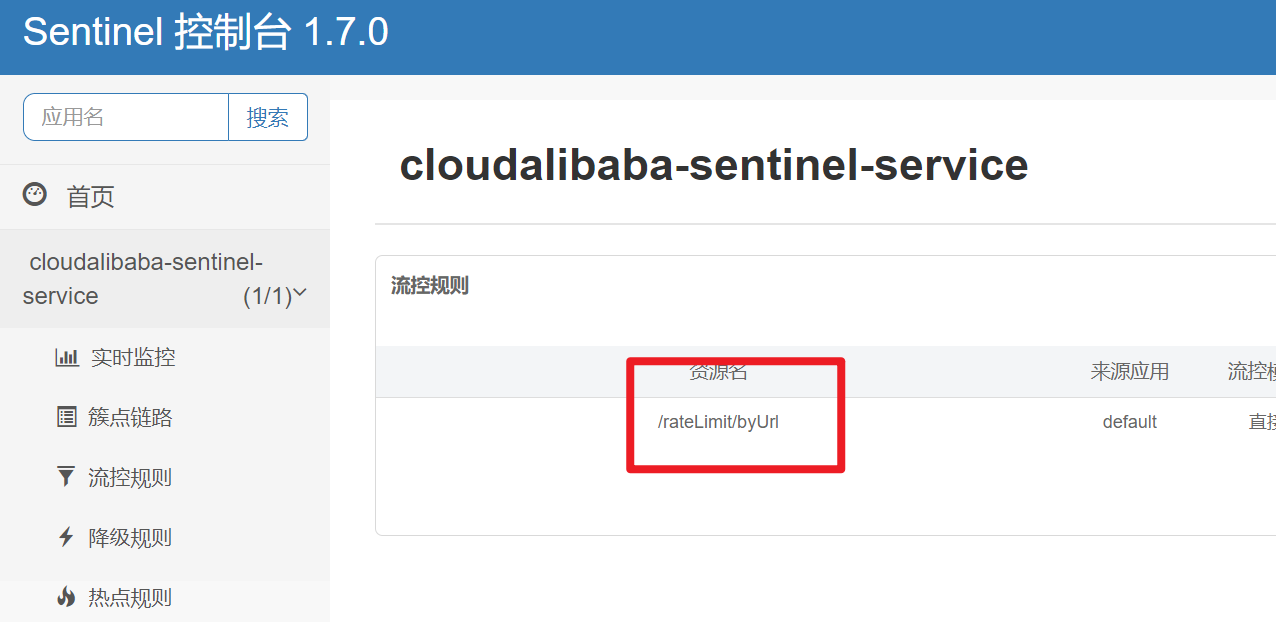 Sentinel 控制台 1.7.0
应用名 搜索
首页
cloudalibaba-sentinel-
service (1/1)
实时监控
簇点链路
流控规则
降级规则
热点规则
cloudalibaba-sentinel-service
流控规则
资源名 来源应用 流控模
/rateLimit/byUrl default 直接